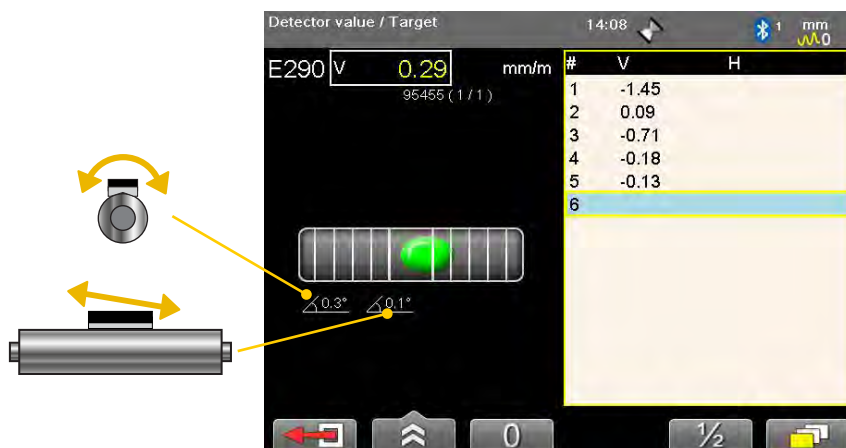 Detector value / Target 14:08 1 mm
0
E290 V 0.29 mm/m
95455 ( 1 / 1 )
# V H
1 -1.45
2 0.09
3 -0.71
4 -0.18
5 -0.13
6
0.3° 0.1°
0 ½